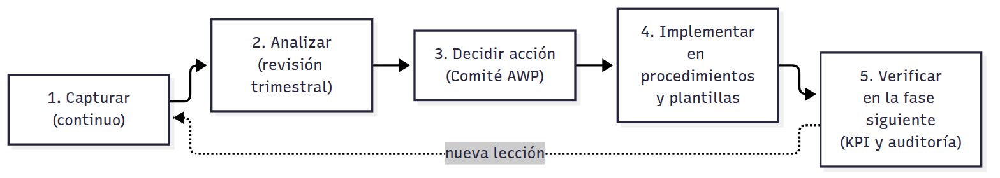 1. Capturar
(continuo)
2. Analizar
(revisión
trimestral)
3. Decidir acción
(Comité AWP)
4. Implementar
en
procedimientos
y plantillas
5. Verificar
en la fase
siguiente
(KPI y auditoría)
nueva lección